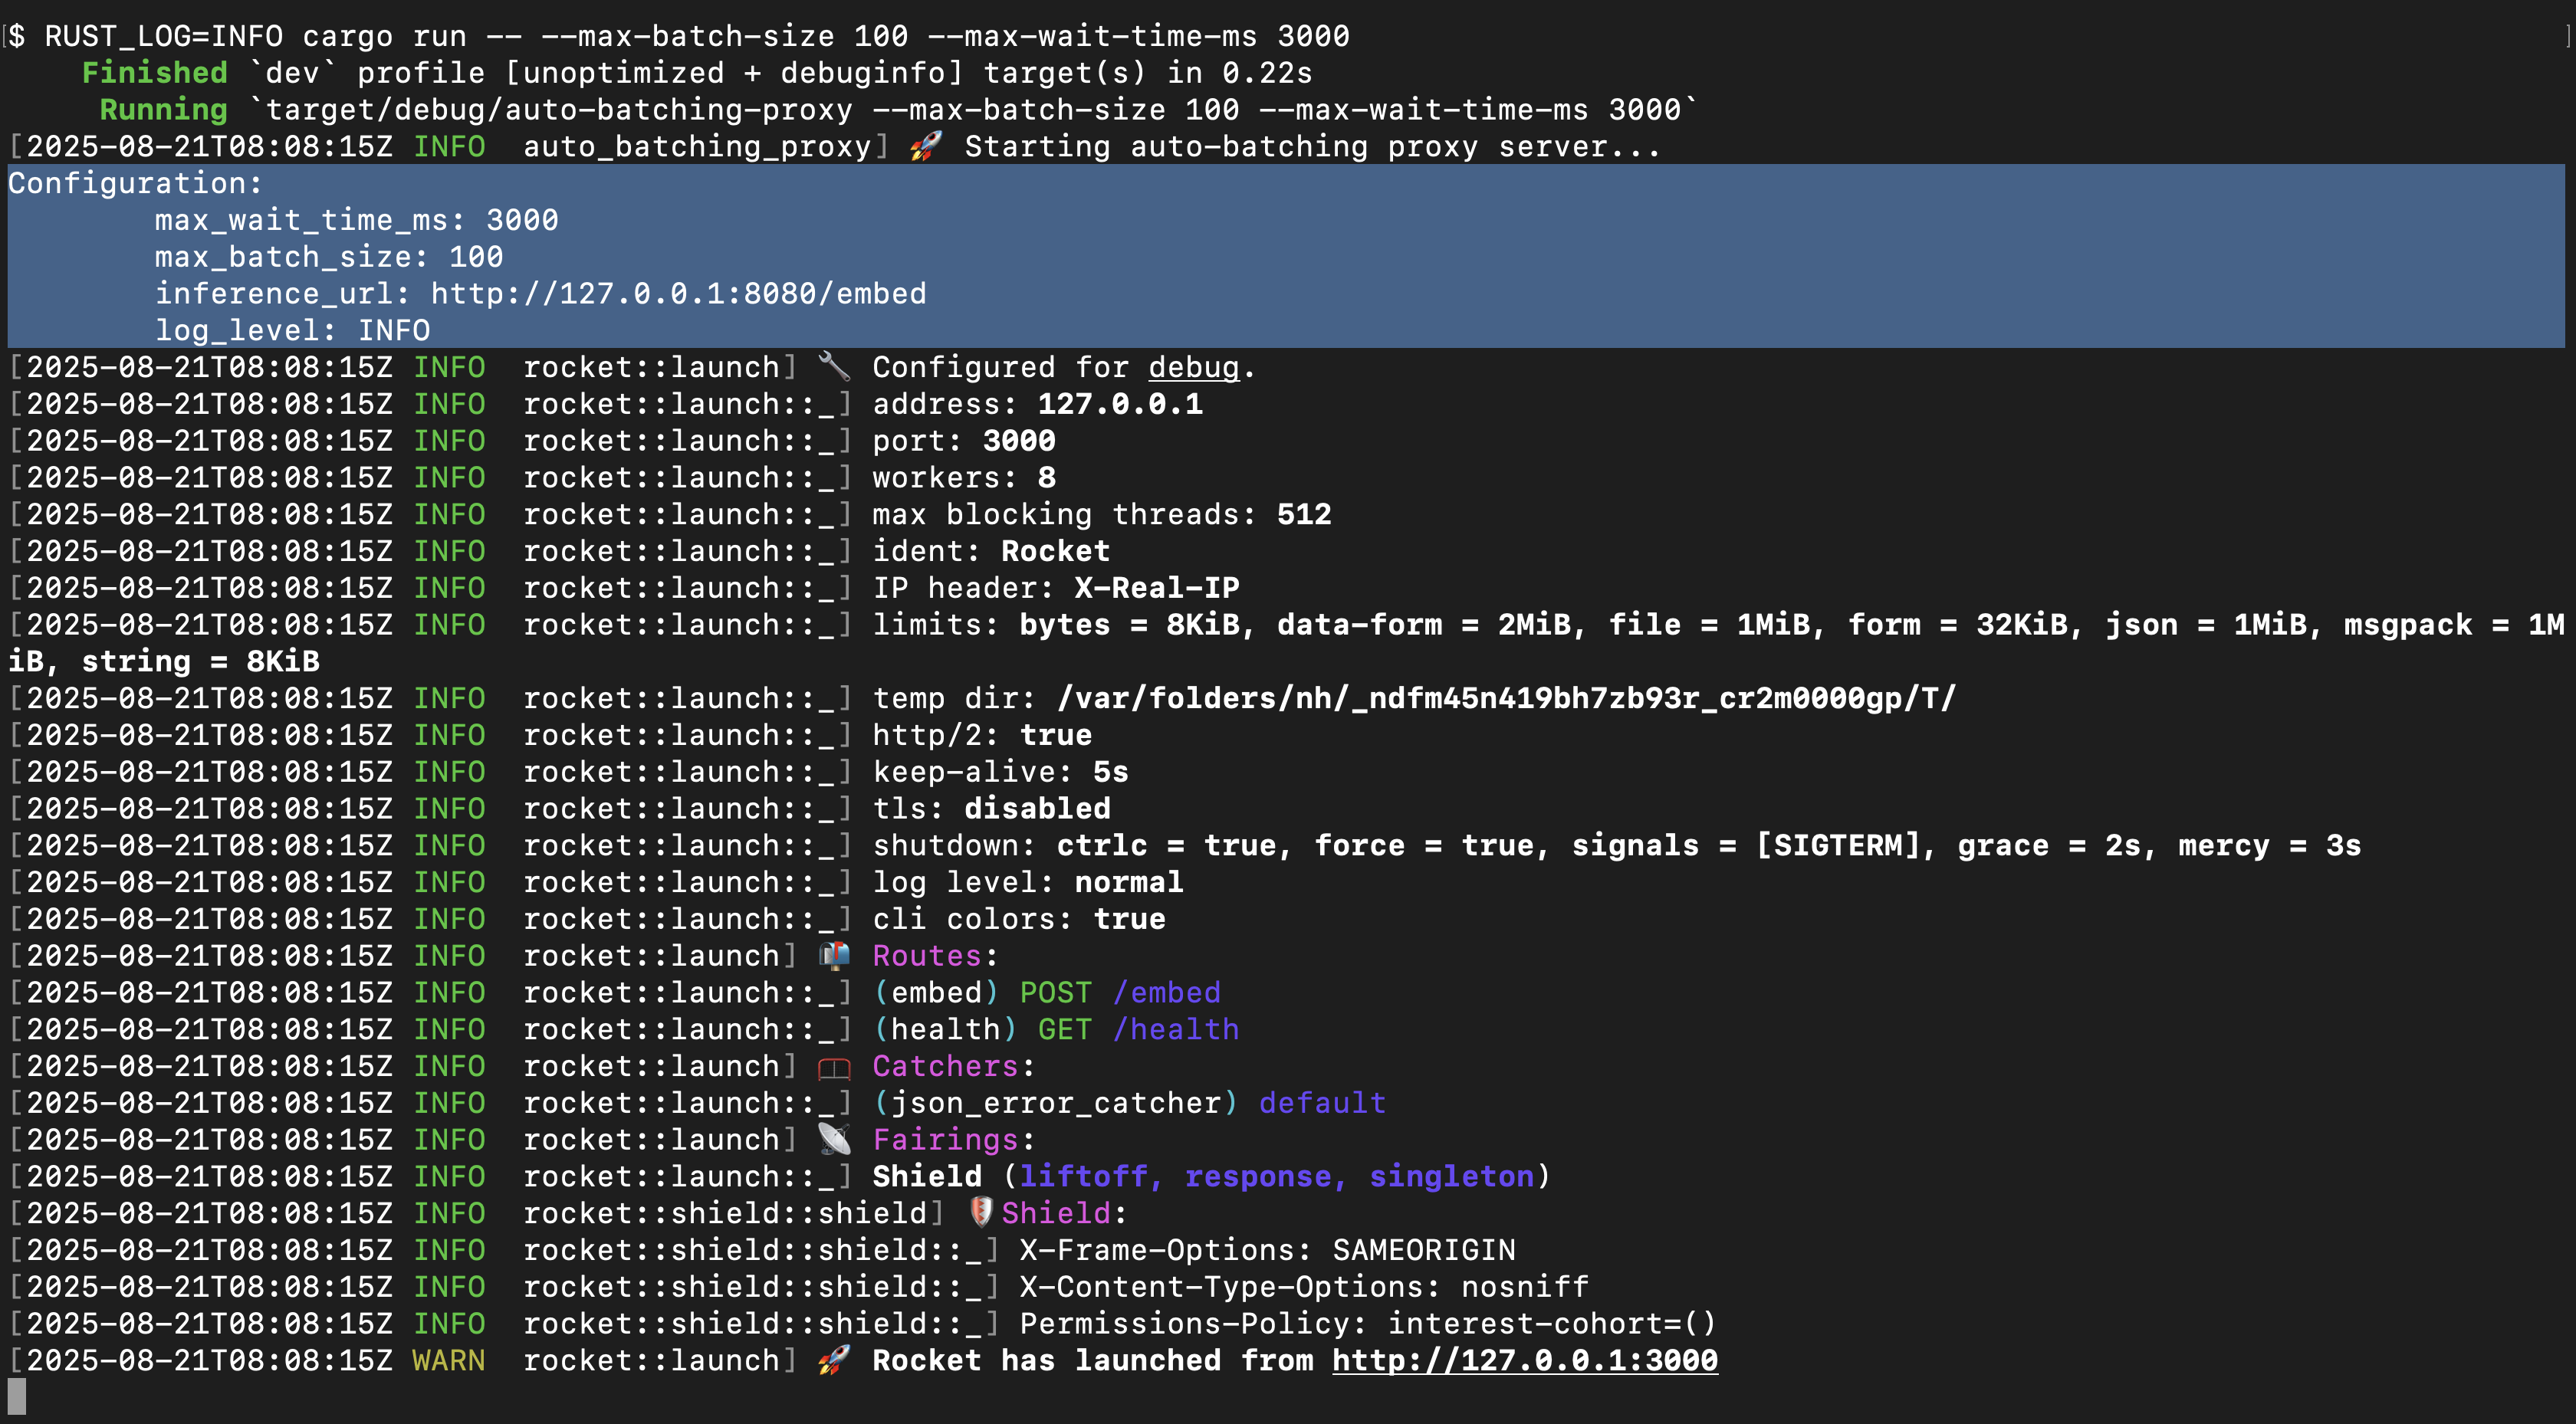 $ RUST_LOG=INFO cargo run -- --max-batch-size 100 --max-wait-time-ms 3000
    Finished `dev` profile [unoptimized + debuginfo] target(s) in 0.22s
     Running `target/debug/auto-batching-proxy --max-batch-size 100 --max-wait-time-ms 3000`
[2025-08-21T08:08:15Z INFO  auto_batching_proxy] 🚀 Starting auto-batching proxy server...
Configuration:
        max_wait_time_ms: 3000
        max_batch_size: 100
        inference_url: http://127.0.0.1:8080/embed
        log_level: INFO
[2025-08-21T08:08:15Z INFO  rocket::launch] 🔧 Configured for debug.
[2025-08-21T08:08:15Z INFO  rocket::launch::_] address: 127.0.0.1
[2025-08-21T08:08:15Z INFO  rocket::launch::_] port: 3000
[2025-08-21T08:08:15Z INFO  rocket::launch::_] workers: 8
[2025-08-21T08:08:15Z INFO  rocket::launch::_] max blocking threads: 512
[2025-08-21T08:08:15Z INFO  rocket::launch::_] ident: Rocket
[2025-08-21T08:08:15Z INFO  rocket::launch::_] IP header: X-Real-IP
[2025-08-21T08:08:15Z INFO  rocket::launch::_] limits: bytes = 8KiB, data-form = 2MiB, file = 1MiB, form = 32KiB, json = 1MiB, msgpack = 1M
iB, string = 8KiB
[2025-08-21T08:08:15Z INFO  rocket::launch::_] temp dir: /var/folders/nh/_ndfm45n419bh7zb93r_cr2m0000gp/T/
[2025-08-21T08:08:15Z INFO  rocket::launch::_] http/2: true
[2025-08-21T08:08:15Z INFO  rocket::launch::_] keep-alive: 5s
[2025-08-21T08:08:15Z INFO  rocket::launch::_] tls: disabled
[2025-08-21T08:08:15Z INFO  rocket::launch::_] shutdown: ctrlc = true, force = true, signals = [SIGTERM], grace = 2s, mercy = 3s
[2025-08-21T08:08:15Z INFO  rocket::launch::_] log level: normal
[2025-08-21T08:08:15Z INFO  rocket::launch::_] cli colors: true
[2025-08-21T08:08:15Z INFO  rocket::launch] 📬 Routes:
[2025-08-21T08:08:15Z INFO  rocket::launch::_] (embed) POST /embed
[2025-08-21T08:08:15Z INFO  rocket::launch::_] (health) GET /health
[2025-08-21T08:08:15Z INFO  rocket::launch] 🥅 Catchers:
[2025-08-21T08:08:15Z INFO  rocket::launch::_] (json_error_catcher) default
[2025-08-21T08:08:15Z INFO  rocket::launch] 📡 Fairings:
[2025-08-21T08:08:15Z INFO  rocket::launch::_] Shield (liftoff, response, singleton)
[2025-08-21T08:08:15Z INFO  rocket::shield::shield] 🛡️Shield:
[2025-08-21T08:08:15Z INFO  rocket::shield::shield::_] X-Frame-Options: SAMEORIGIN
[2025-08-21T08:08:15Z INFO  rocket::shield::shield::_] X-Content-Type-Options: nosniff
[2025-08-21T08:08:15Z INFO  rocket::shield::shield::_] Permissions-Policy: interest-cohort=()
[2025-08-21T08:08:15Z WARN  rocket::launch] 🚀 Rocket has launched from http://127.0.0.1:3000